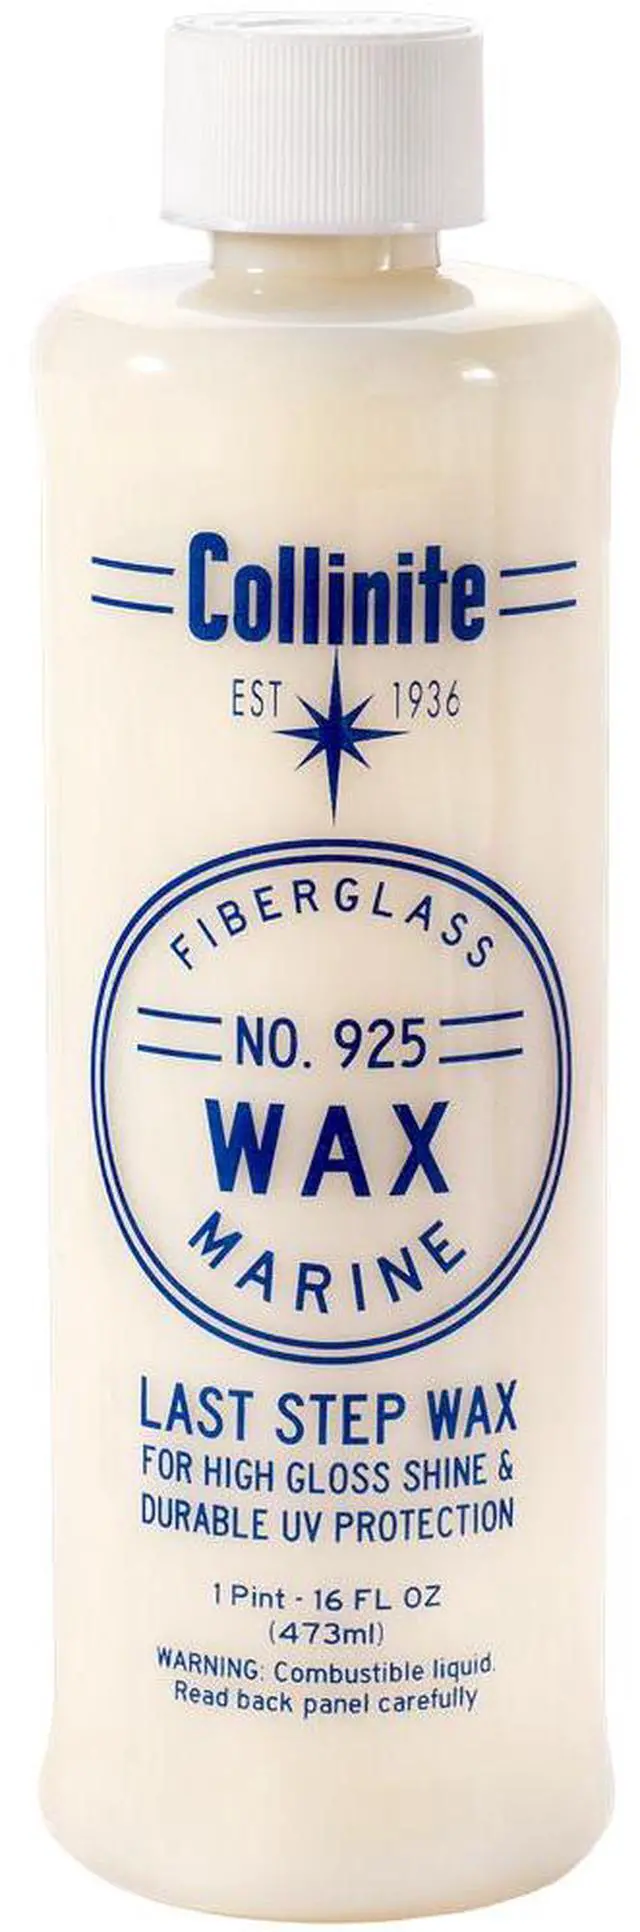 Collinite
EST 1936
FIBERGLASS
NO. 925
WAX
MARINE
LAST STEP WAX
FOR HIGH GLOSS SHINE &
DURABLE UV PROTECTION
1 Pint - 16 FL OZ
(473ml)
WARNING: Combustible liquid.
Read back panel carefully